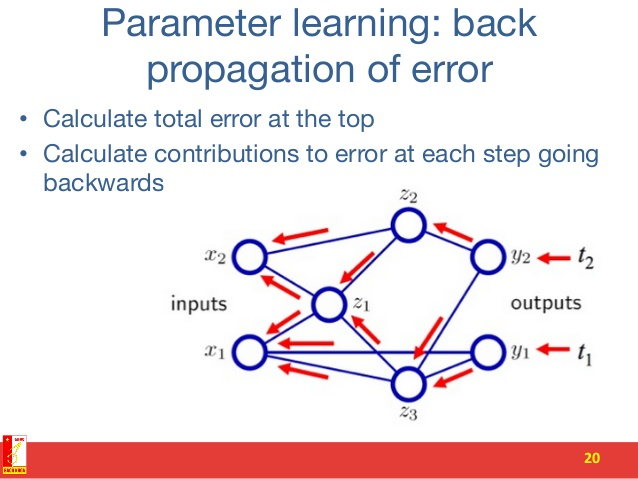 Parameter learning: back
propagation of error
• Calculate total error at the top
• Calculate contributions to error at each step going
backwards
z2
x2
y2
t2
inputs
z1
outputs
x1
y1
t1
z3
20